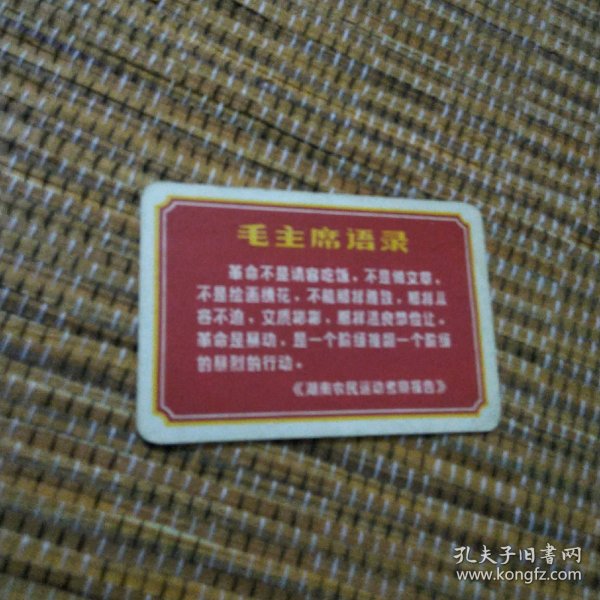 毛主席语录
革命不是请客吃饭，不是做文章，
不是绘画绣花，不能那样雅致，那样从
容不迫，文质彬彬，那样温良恭俭让。
革命是暴动，是一个阶级推翻一个阶级
的暴烈的行动。
《湖南农民运动考察报告》
孔夫子旧书网
www.kongfz.com